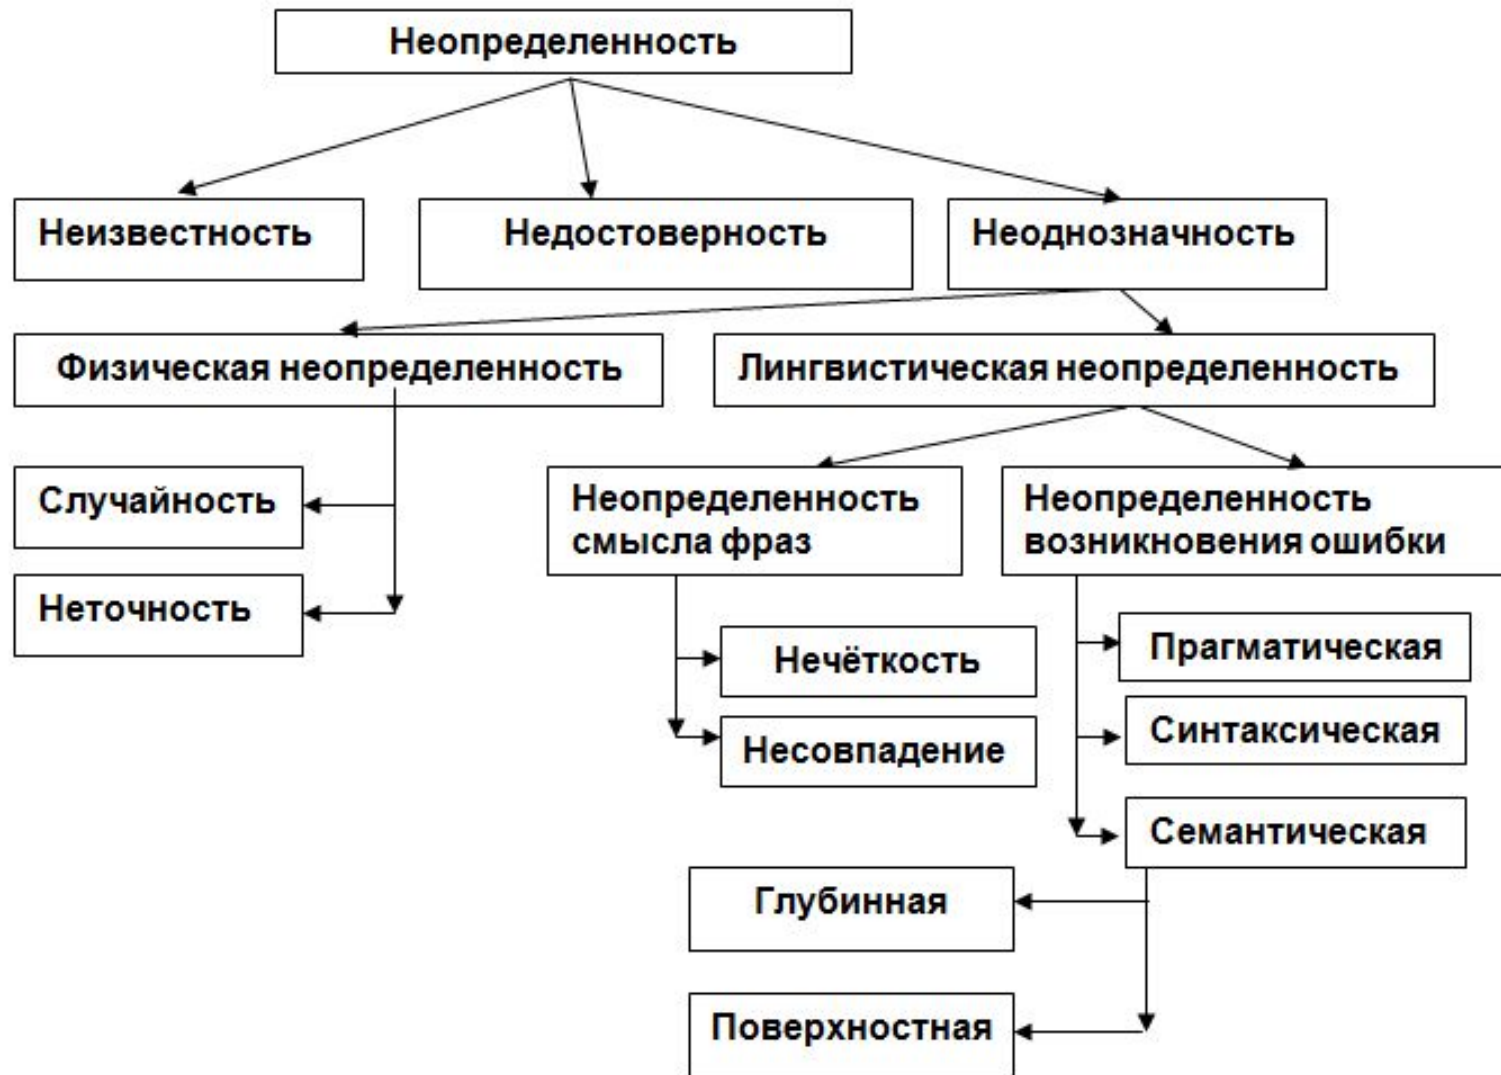 Неопределенность
Неизвестность
Недостоверность
Неоднозначность
Физическая неопределенность
Лингвистическая неопределенность
Случайность
Неточность
Неопределенность
смысла фраз
Неопределенность
возникновения ошибки
Нечёткость
Несовпадение
Прагматическая
Синтаксическая
Семантическая
Глубинная
Поверхностная